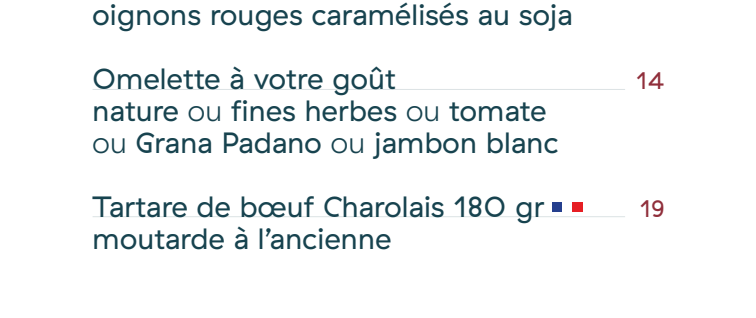 oignons rouges caramélisés au soja
Omelette à votre goût 14
nature ou fines herbes ou tomate
ou Grana Padano ou jambon blanc
Tartare de bœuf Charolais 180 gr 19
moutarde à l’ancienne